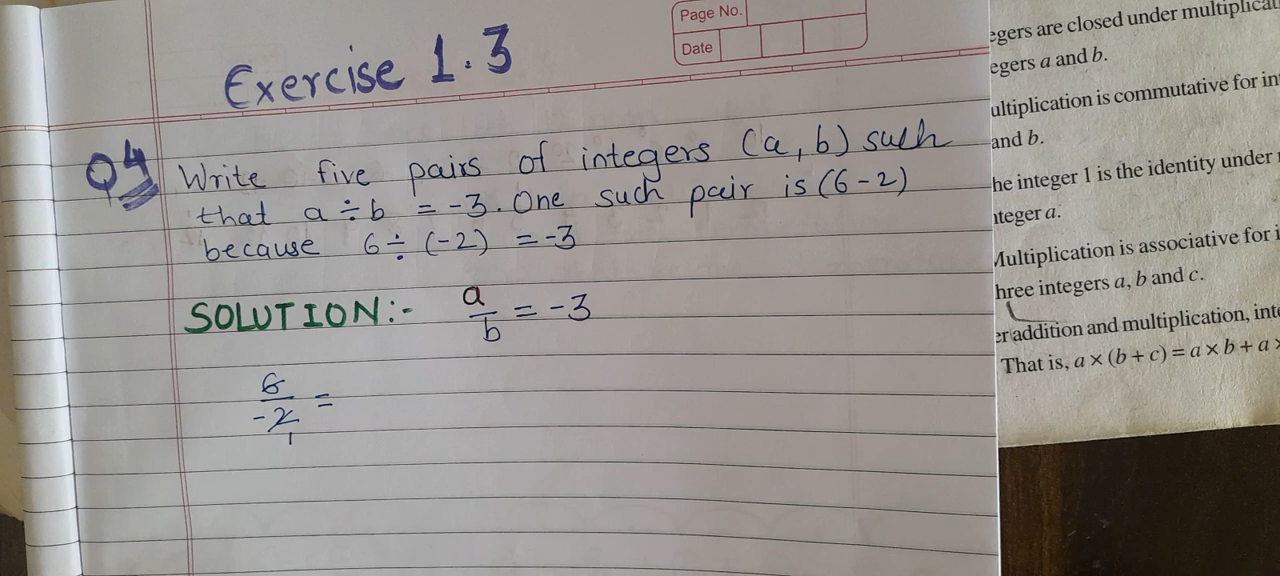 Page No.
Date
Exercise 1.3
Q4 Write five pairs of integers (a, b) such
that a ÷ b = -3. One such pair is (6 - 2)
because 6 ÷ (-2) = -3
SOLUTION:- a/b = -3
6/-2 =
1
egers are closed under multiplicat
egers a and b.
ultiplication is commutative for in
and b.
he integer 1 is the identity under
nteger a.
Multiplication is associative for i
hree integers a, b and c.
er addition and multiplication, inte
That is, a × (b + c) = a × b + a ×